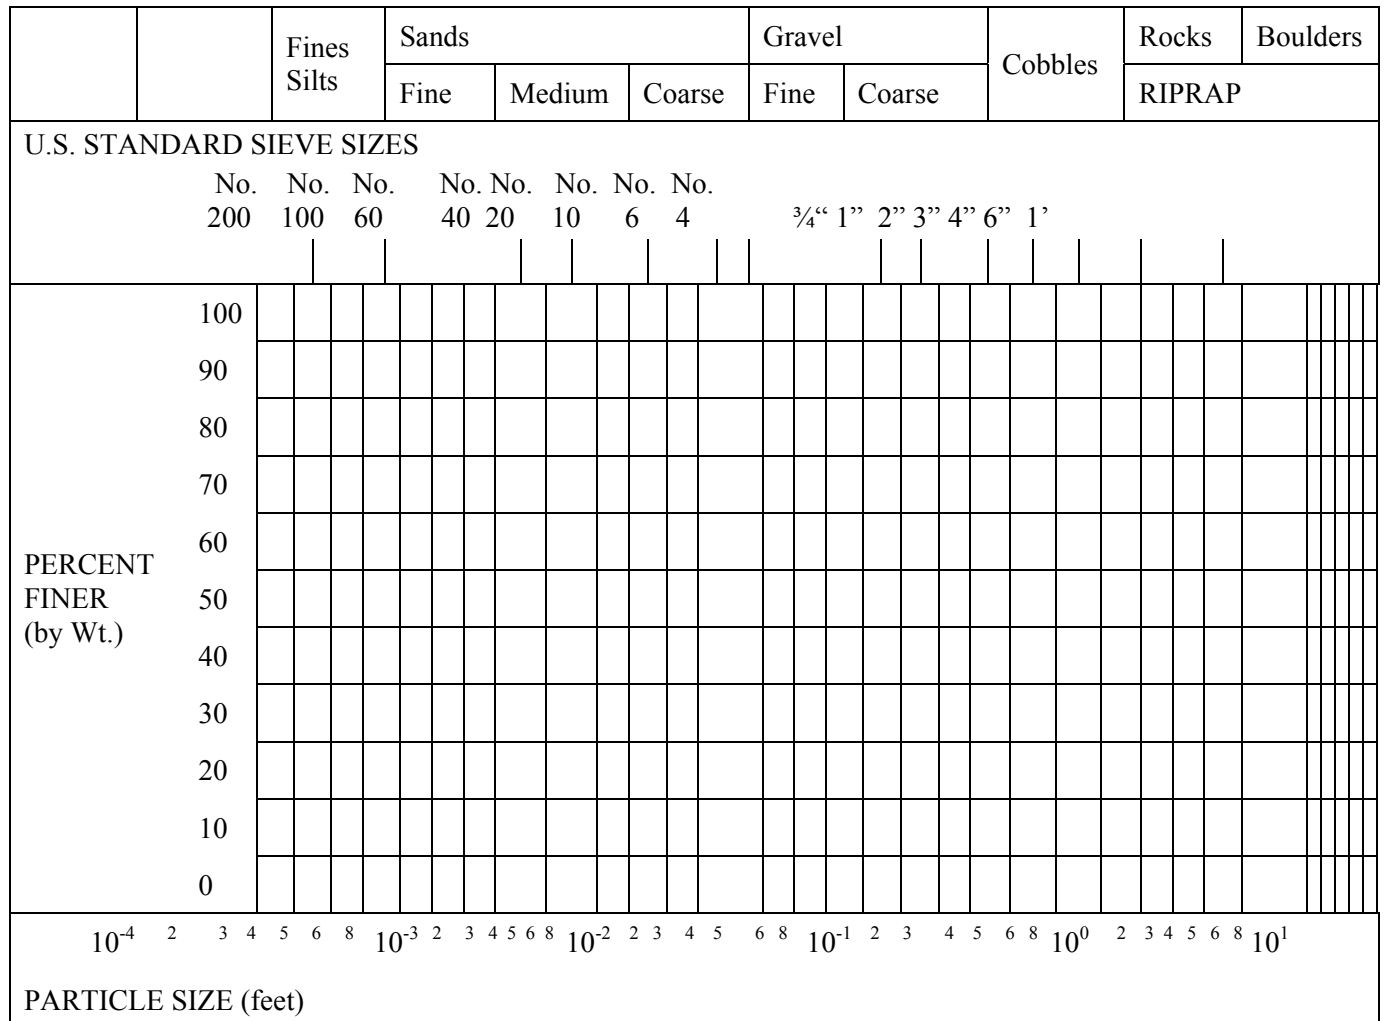 Fines Silts
Sands
Gravel
Cobbles
Rocks
Boulders
Fine
Medium
Coarse
Fine
Coarse
RIPRAP
U.S. STANDARD SIEVE SIZES
No. No. No. No. No. No. No. No.
200 100 60 40 20 10 6 4 ¾“ 1” 2” 3” 4” 6” 1’
100
90
80
70
60
PERCENT
FINER
(by Wt.)
50
40
30
20
10
0
10⁻⁴ 2 3 4 5 6 8 10⁻³ 2 3 4 5 6 8 10⁻² 2 3 4 5 6 8 10⁻¹ 2 3 4 5 6 8 10⁰ 2 3 4 5 6 8 10¹
PARTICLE SIZE (feet)